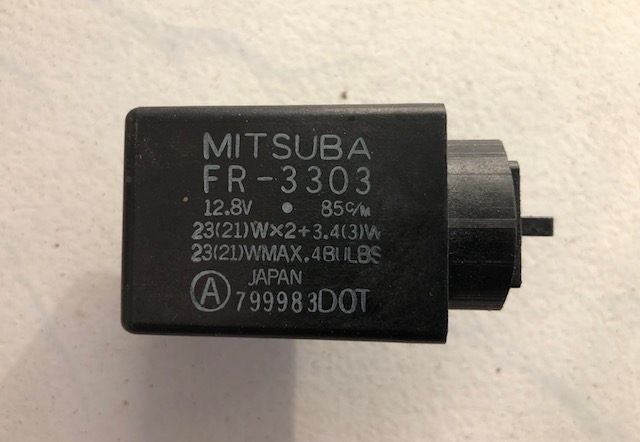 MITSUBA
FR-3303
12.8V • 85c/m
23(21)W×2+3.4(3)W
23(21)WMAX.4BULBS
JAPAN
Ⓐ 799983DOT